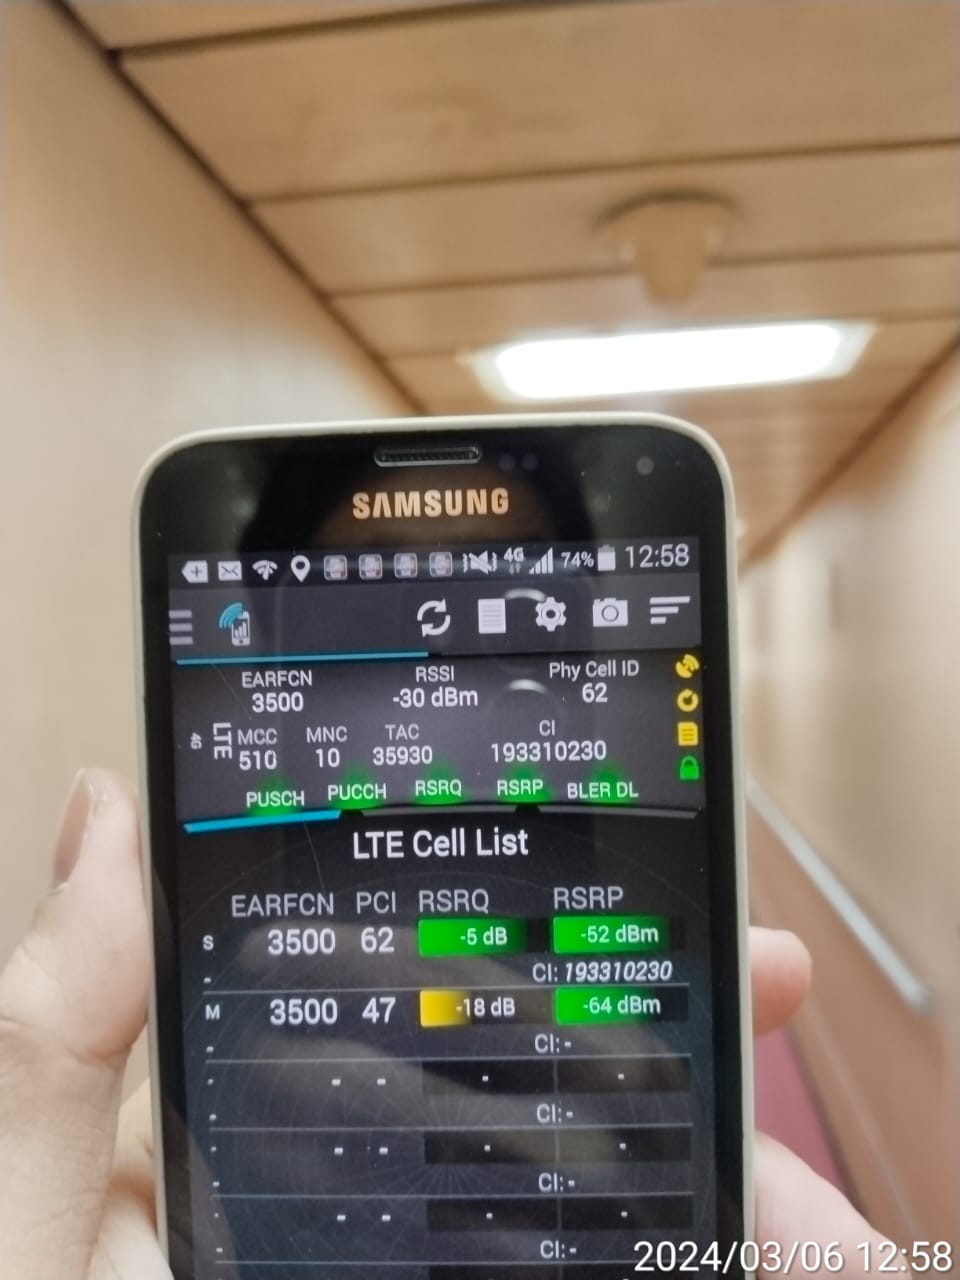 SAMSUNG
4G 74% 12:58
EARFCN RSSI Phy Cell ID
3500 -30 dBm 62
4G LTE
MCC MNC TAC CI
510 10 35930 193310230
PUSCH PUCCH RSRQ RSRP BLER DL
LTE Cell List
EARFCN PCI RSRQ RSRP
S 3500 62 -5 dB -52 dBm
- CI: 193310230
M 3500 47 -18 dB -64 dBm
- CI: -
- - - - -
- CI: -
- - - - -
- CI: -
- - - - -
- CI: -
2024/03/06 12:58